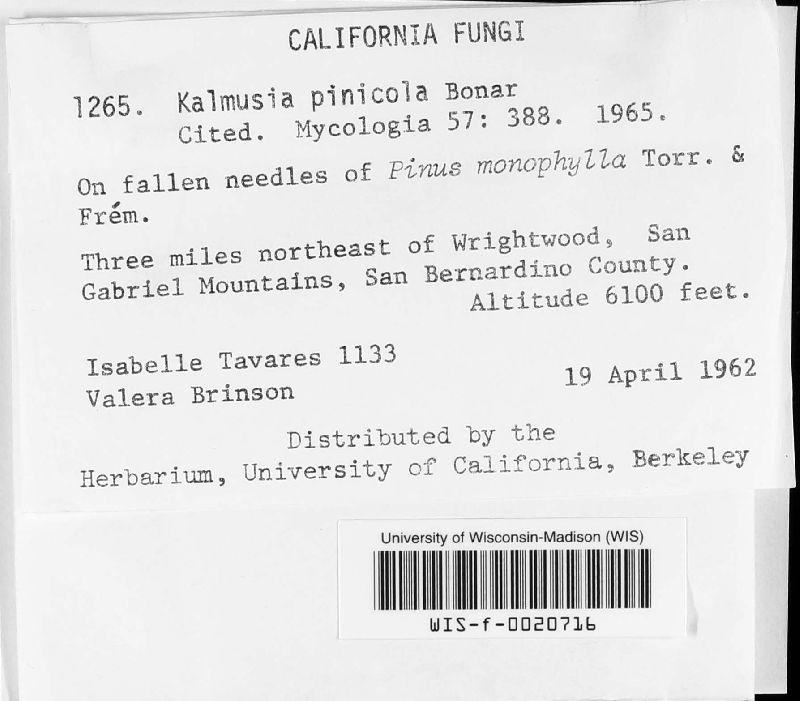 CALIFORNIA FUNGI
1265. Kalmusia pinicola Bonar
Cited. Mycologia 57: 388. 1965.
On fallen needles of Pinus monophylla Torr. &
Frém.
Three miles northeast of Wrightwood, San
Gabriel Mountains, San Bernardino County.
Altitude 6100 feet.
Isabelle Tavares 1133
Valera Brinson
19 April 1962
Distributed by the
Herbarium, University of California, Berkeley
University of Wisconsin-Madison (WIS)
WIS-f-0020716